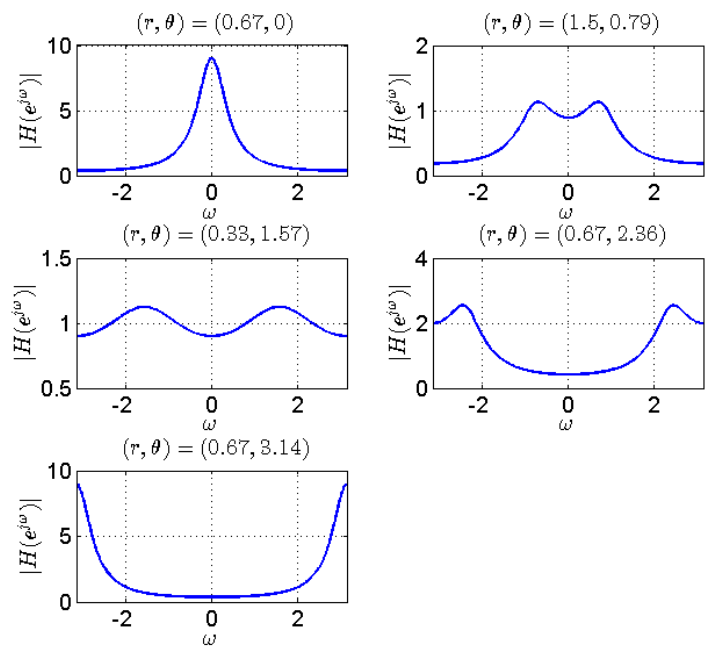 (r, θ) = (0.67, 0)
10
5
0
|H(e^{jω})|
-2 0 2
ω
(r, θ) = (1.5, 0.79)
2
1
0
|H(e^{jω})|
-2 0 2
ω
(r, θ) = (0.33, 1.57)
1.5
1
0.5
|H(e^{jω})|
-2 0 2
ω
(r, θ) = (0.67, 2.36)
4
2
0
|H(e^{jω})|
-2 0 2
ω
(r, θ) = (0.67, 3.14)
10
5
0
|H(e^{jω})|
-2 0 2
ω